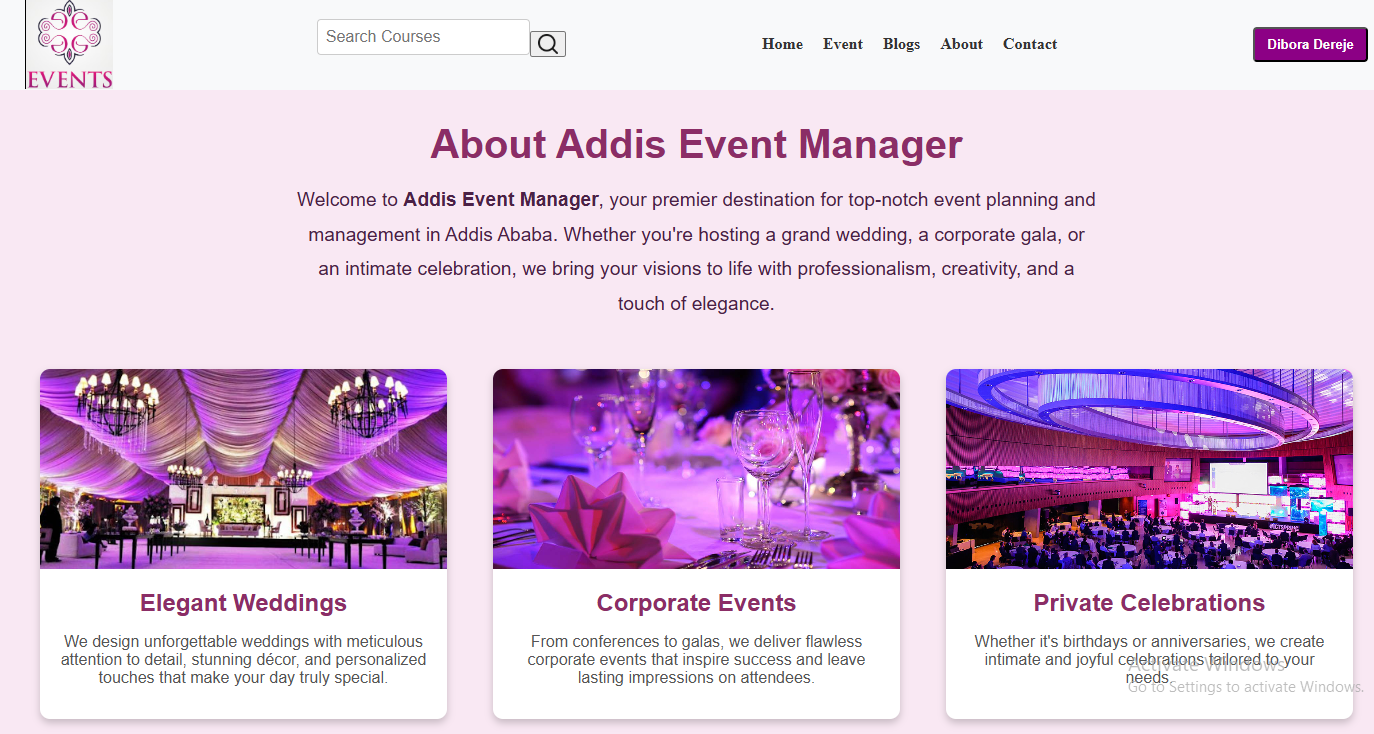 EVENTS
Search Courses
Home Event Blogs About Contact
Dibora Dereje
About Addis Event Manager
Welcome to Addis Event Manager, your premier destination for top-notch event planning and
management in Addis Ababa. Whether you're hosting a grand wedding, a corporate gala, or
an intimate celebration, we bring your visions to life with professionalism, creativity, and a
touch of elegance.
Elegant Weddings
We design unforgettable weddings with meticulous
attention to detail, stunning décor, and personalized
touches that make your day truly special.
Corporate Events
From conferences to galas, we deliver flawless
corporate events that inspire success and leave
lasting impressions on attendees.
#ICTSPRING
Private Celebrations
Whether it's birthdays or anniversaries, we create
intimate and joyful celebrations tailored to your
needs.
Activate Windows
Go to Settings to activate Windows.